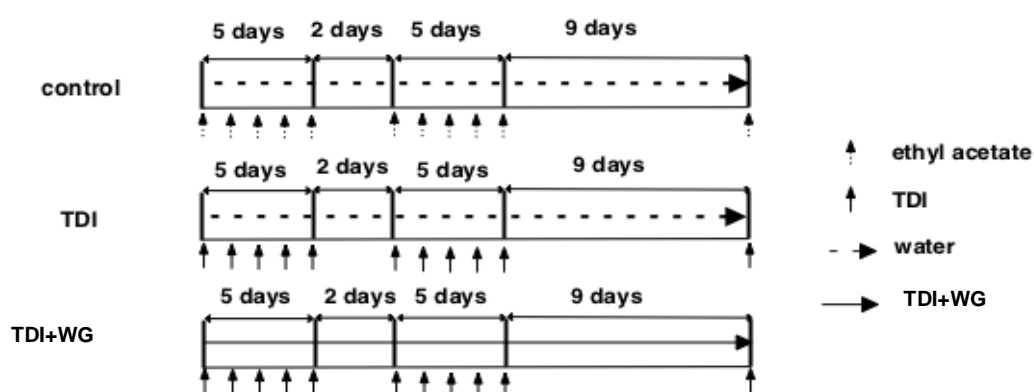 5 days 2 days 5 days 9 days
control
5 days 2 days 5 days 9 days
TDI
5 days 2 days 5 days 9 days
TDI+WG
ethyl acetate
TDI
water
TDI+WG